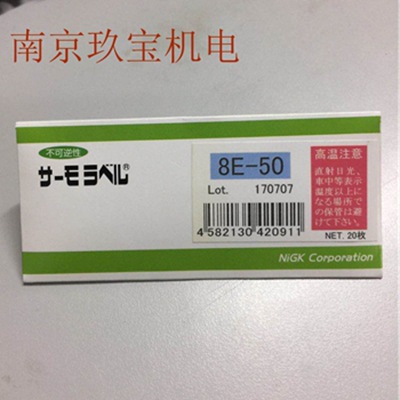 南京玖宝机电
不可逆性
サーモラベル®
8E-50
Lot. 170707
4 582130 420911
高温注意
直射日光、
車中等表示
温度以上に
なる場所で
の保管は避
けて下さい。
NET. 20枚
NiGK Corporation